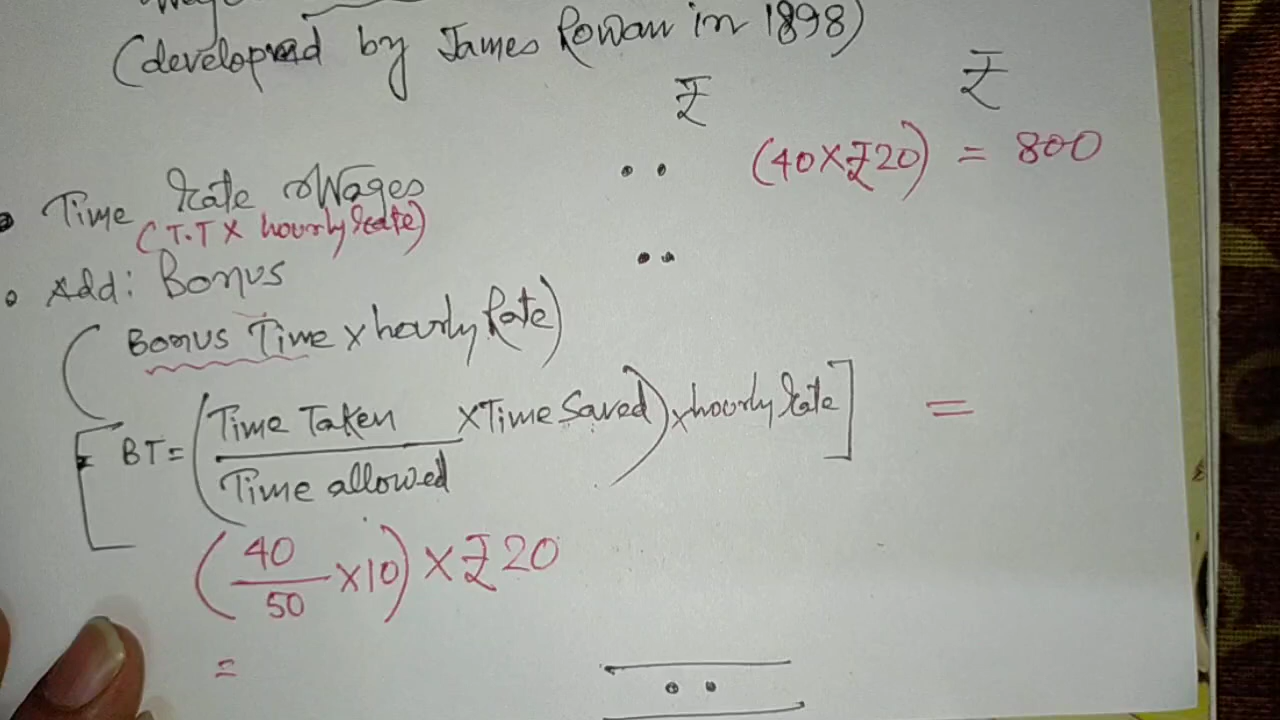 Wage
(developed by James Rowan in 1898)
₹ ₹
• Time Rate Wages .. (40×₹20) = 800
(T.T × hourly rate)
• Add: Bonus ..
(Bonus Time × hourly Rate)
[BT = (Time Taken / Time allowed × Time Saved) × hourly rate] =
(40/50 × 10) × ₹20
=
..